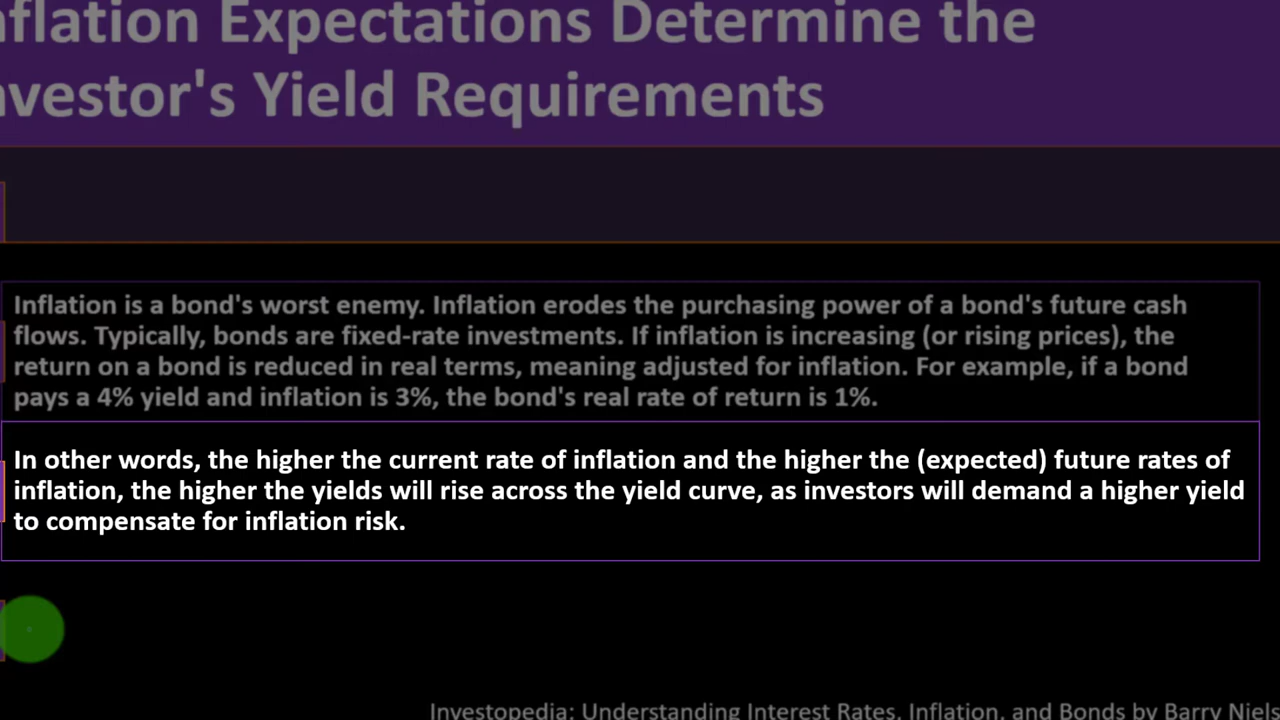 nflation Expectations Determine the
nvestor's Yield Requirements
Inflation is a bond's worst enemy. Inflation erodes the purchasing power of a bond's future cash
flows. Typically, bonds are fixed-rate investments. If inflation is increasing (or rising prices), the
return on a bond is reduced in real terms, meaning adjusted for inflation. For example, if a bond
pays a 4% yield and inflation is 3%, the bond's real rate of return is 1%.
In other words, the higher the current rate of inflation and the higher the (expected) future rates of
inflation, the higher the yields will rise across the yield curve, as investors will demand a higher yield
to compensate for inflation risk.
Investopedia: Understanding Interest Rates, Inflation, and Bonds by Barry Niels